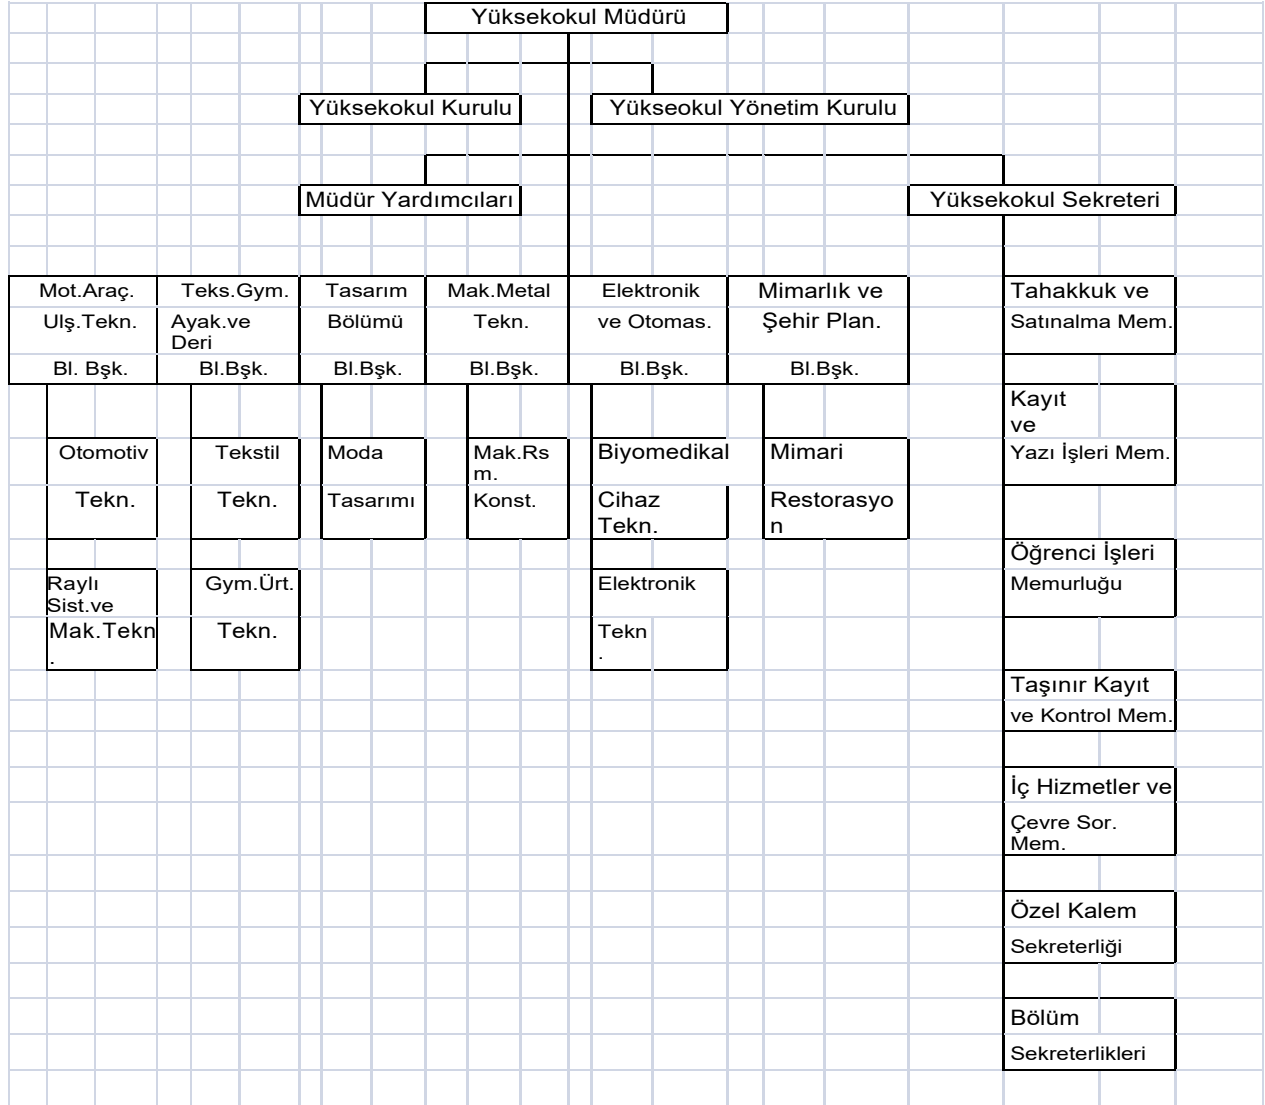 Yüksekokul Müdürü
Yüksekokul Kurulu
Yükseokul Yönetim Kurulu
Müdür Yardımcıları
Yüksekokul Sekreteri
Mot.Araç.
Ulş.Tekn.
Bl. Bşk.
Teks.Gym.
Ayak.ve
Deri
Bl.Bşk.
Tasarım
Bölümü
Bl.Bşk.
Mak.Metal
Tekn.
Bl.Bşk.
Elektronik
ve Otomas.
Bl.Bşk.
Mimarlık ve
Şehir Plan.
Bl.Bşk.
Otomotiv
Tekn.
Raylı
Sist.ve
Mak.Tekn
.
Tekstil
Tekn.
Gym.Ürt.
Tekn.
Moda
Tasarımı
Mak.Rs
m.
Konst.
Biyomedikal
Cihaz
Tekn.
Elektronik
Tekn
.
Mimari
Restorasyo
n
Tahakkuk ve
Satınalma Mem.
Kayıt
ve
Yazı İşleri Mem.
Öğrenci İşleri
Memurluğu
Taşınır Kayıt
ve Kontrol Mem.
İç Hizmetler ve
Çevre Sor.
Mem.
Özel Kalem
Sekreterliği
Bölüm
Sekreterlikleri